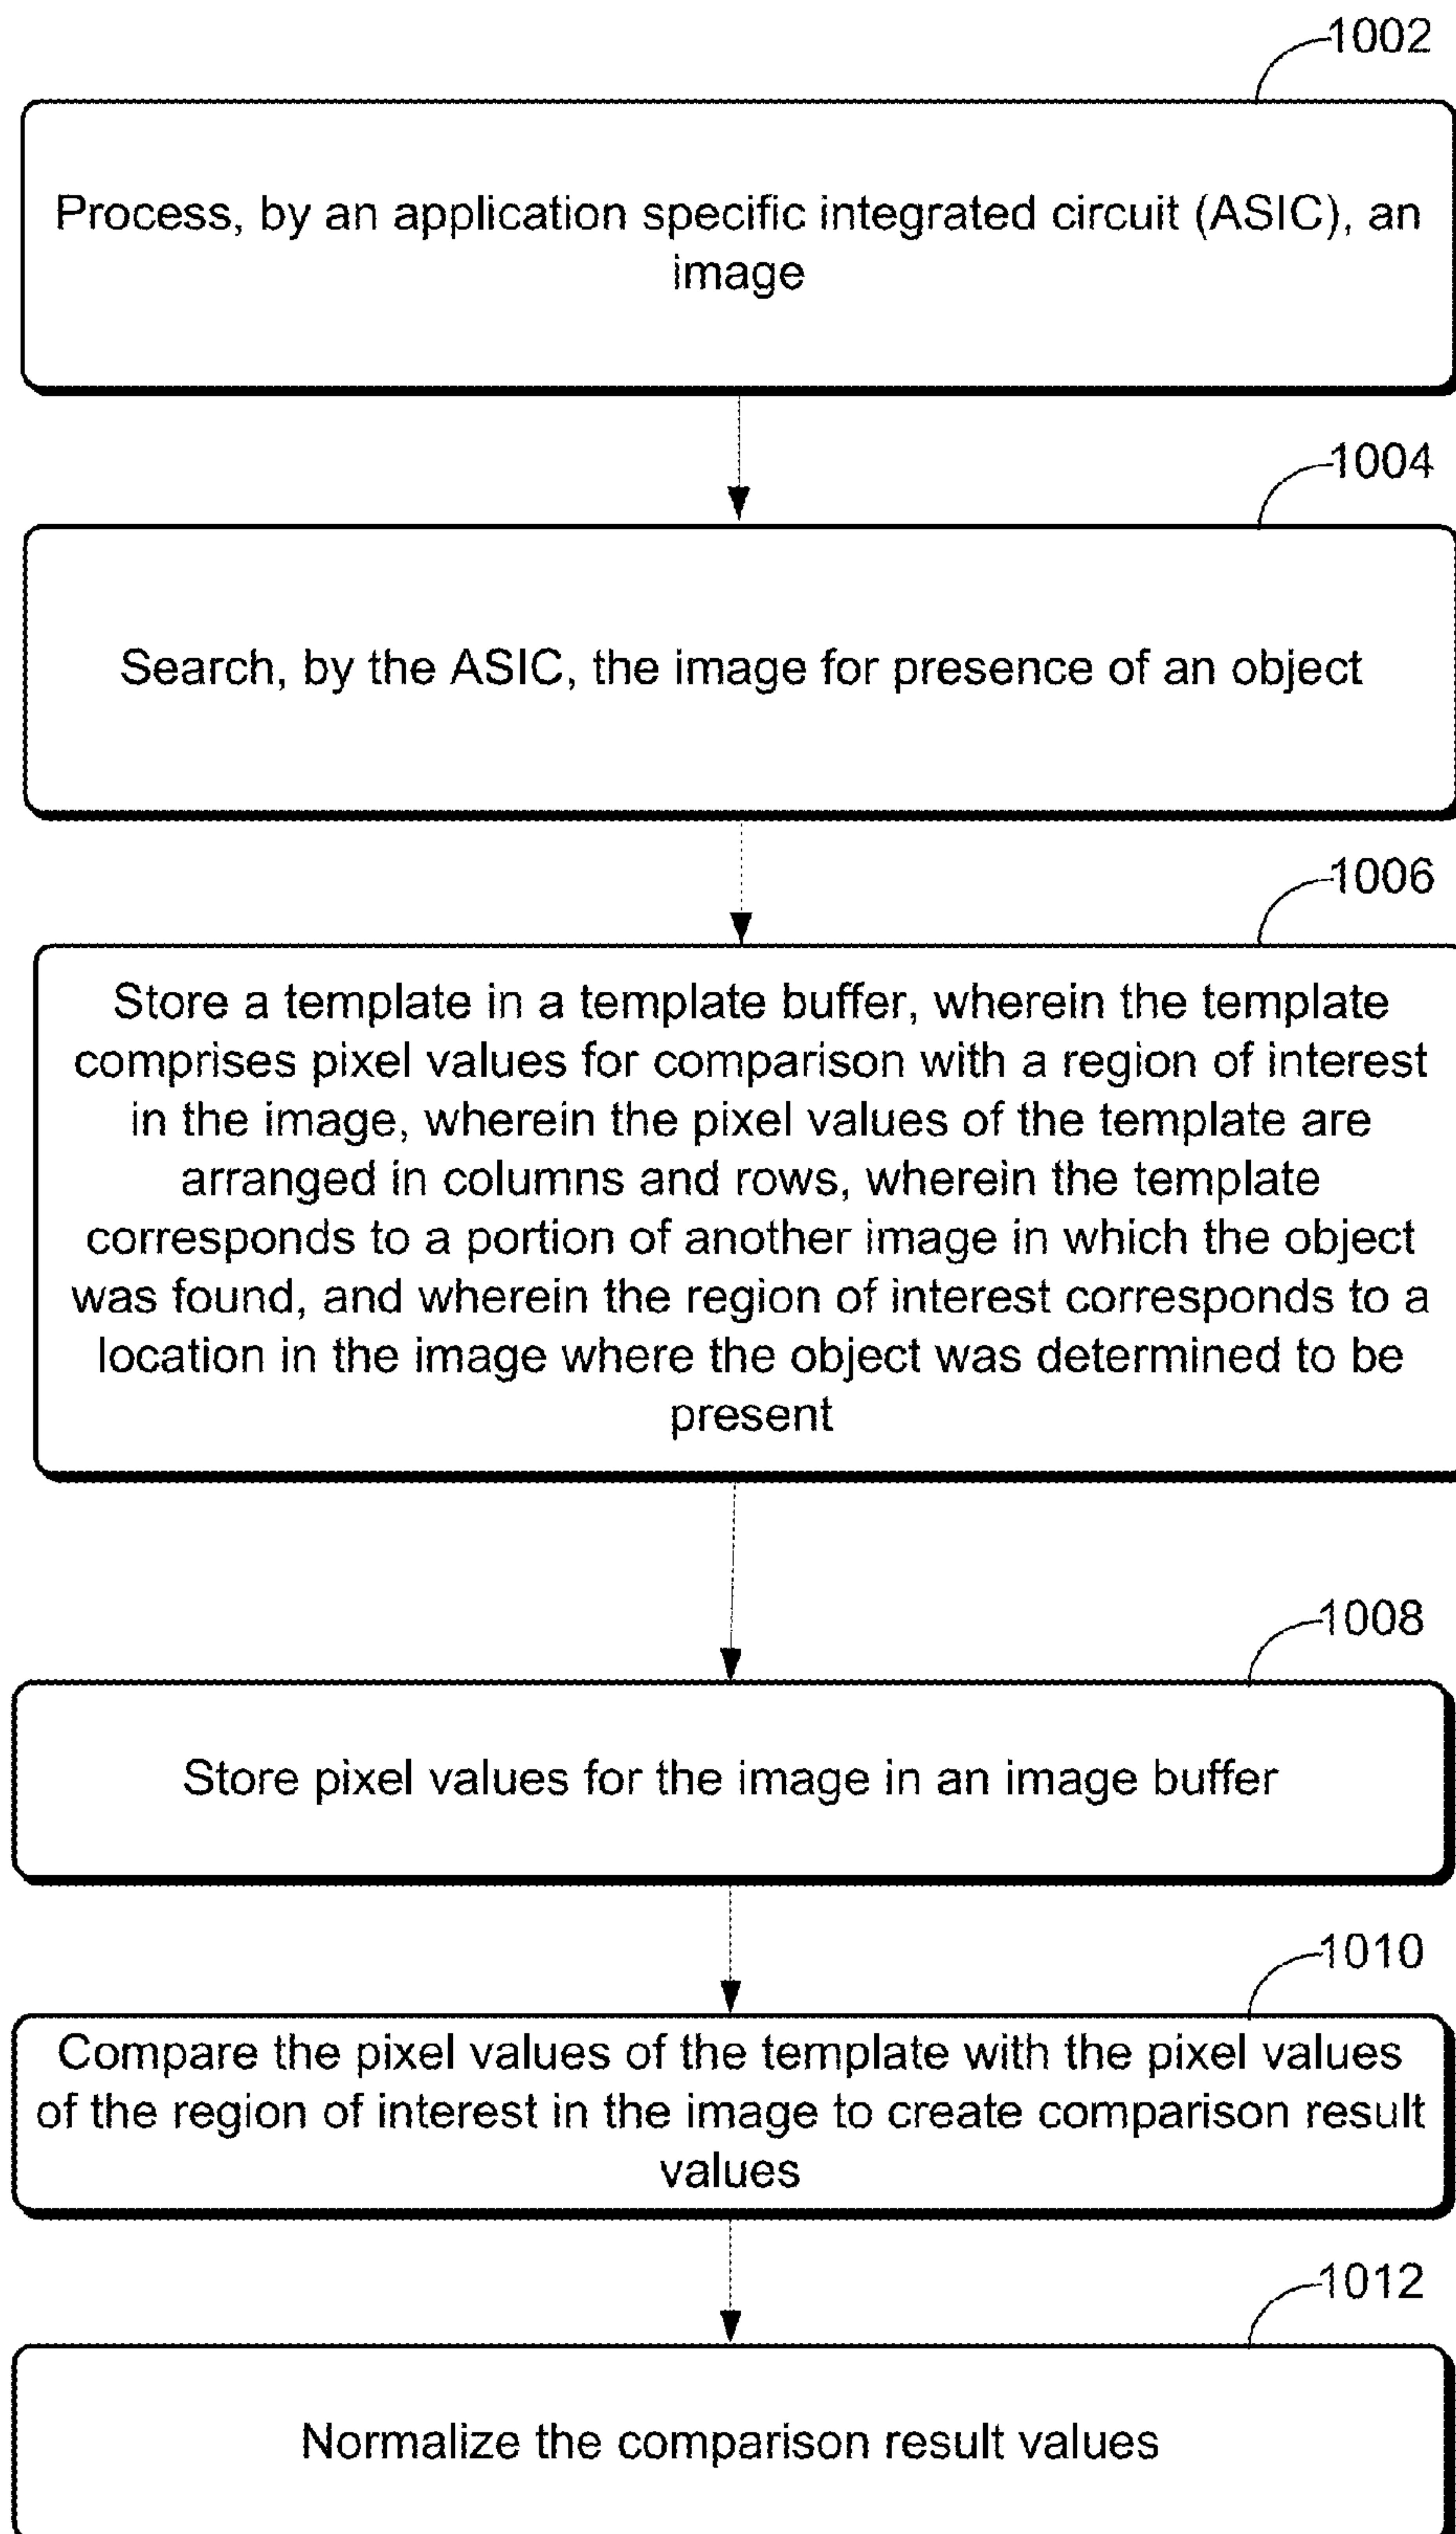 1002
Process, by an application specific integrated circuit (ASIC), an
image
1004
Search, by the ASIC, the image for presence of an object
1006
Store a template in a template buffer, wherein the template
comprises pixel values for comparison with a region of interest
in the image, wherein the pixel values of the template are
arranged in columns and rows, wherein the template
corresponds to a portion of another image in which the object
was found, and wherein the region of interest corresponds to a
location in the image where the object was determined to be
present
1008
Store pixel values for the image in an image buffer
1010
Compare the pixel values of the template with the pixel values
of the region of interest in the image to create comparison result
values
1012
Normalize the comparison result values